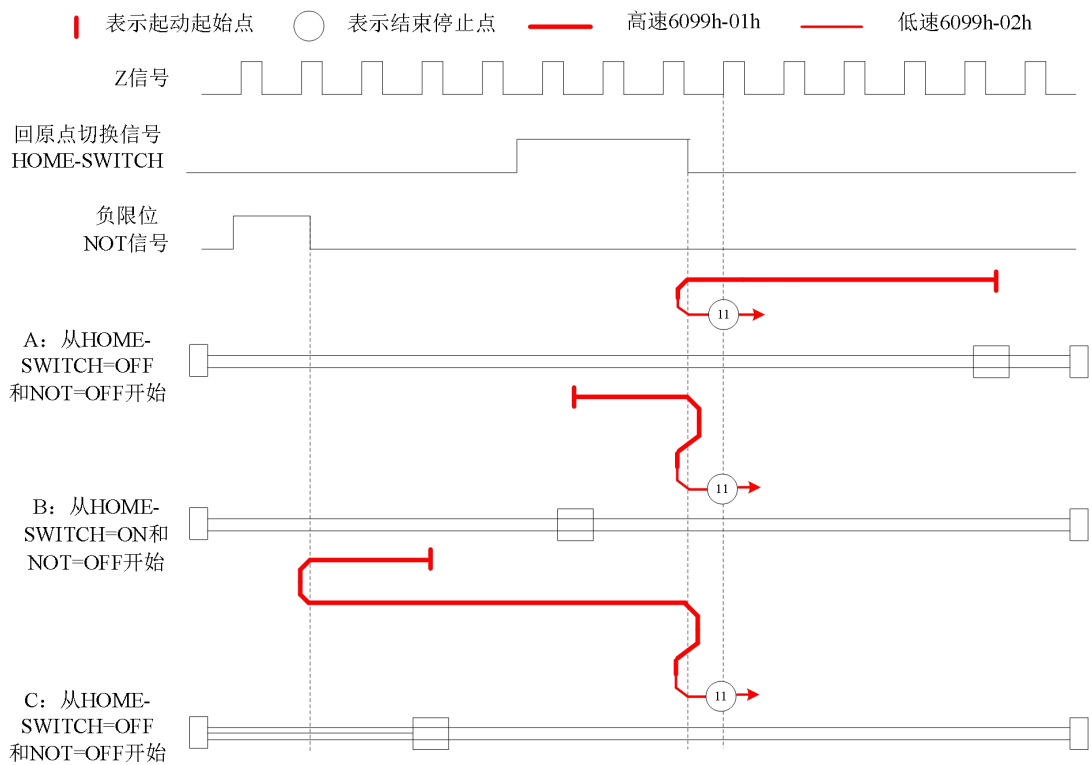 表示起动起始点
表示结束停止点
高速6099h-01h
低速6099h-02h
Z信号
回原点切换信号
HOME-SWITCH
负限位
NOT信号
11
A：从HOME-
SWITCH=OFF
和NOT=OFF开始
11
B：从HOME-
SWITCH=ON和
NOT=OFF开始
11
C：从HOME-
SWITCH=OFF
和NOT=OFF开始